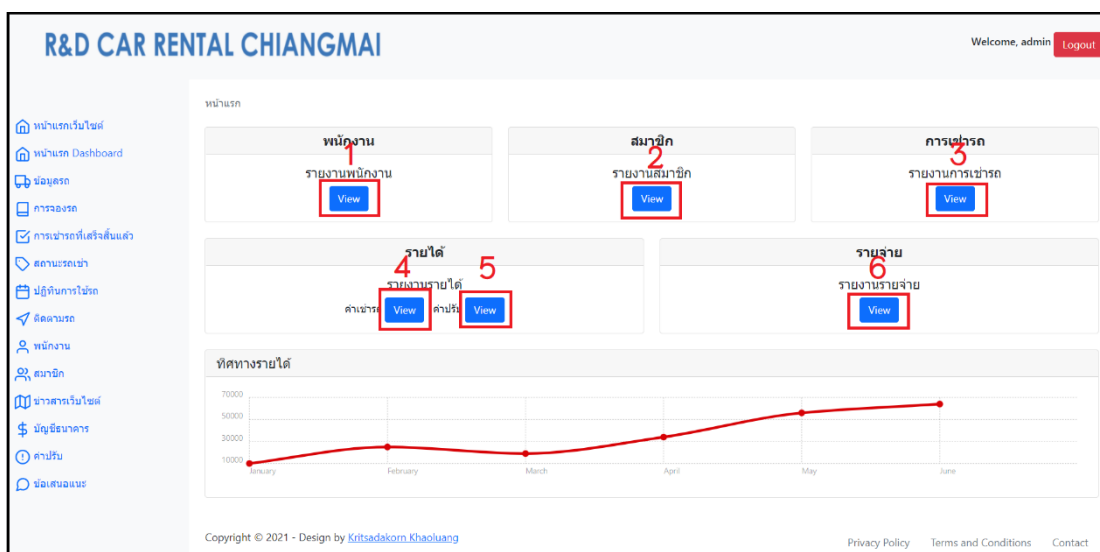 R&D CAR RENTAL CHIANGMAI
Welcome, admin Logout
หน้าแรกเว็บไซต์
หน้าแรก Dashboard
ข้อมูลรถ
การจองรถ
การเช่ารถที่เสร็จสิ้นแล้ว
สถานะรถเช่า
ปฏิทินการใช้รถ
ติดตามรถ
พนักงาน
สมาชิก
ข่าวสารเว็บไซต์
บัญชีธนาคาร
ค่าปรับ
ข้อเสนอแนะ
หน้าแรก
พนักงาน
1
รายงานพนักงาน
View
สมาชิก
2
รายงานสมาชิก
View
การเช่ารถ
3
รายงานการเช่ารถ
View
รายได้
4 5
รายงานรายได้
ค่าเช่ารถ View ค่าปรับ View
รายจ่าย
6
รายงานรายจ่าย
View
ทิศทางรายได้
70000
50000
30000
10000
January February March April May June
Copyright © 2021 - Design by Kritsadakorn Khaoluang
Privacy Policy Terms and Conditions Contact